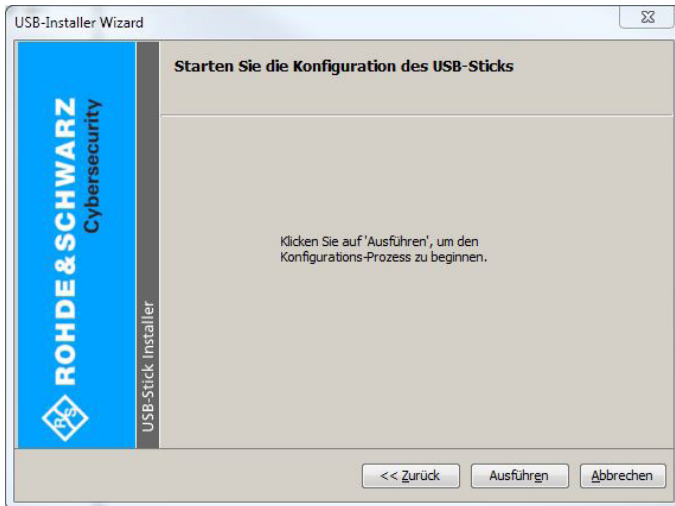 USB-Installer Wizard
ROHDE & SCHWARZ
Cybersecurity
USB-Stick Installer
Starten Sie die Konfiguration des USB-Sticks
Klicken Sie auf 'Ausführen', um den
Konfigurations-Prozess zu beginnen.
<< Zurück
Ausführen
Abbrechen